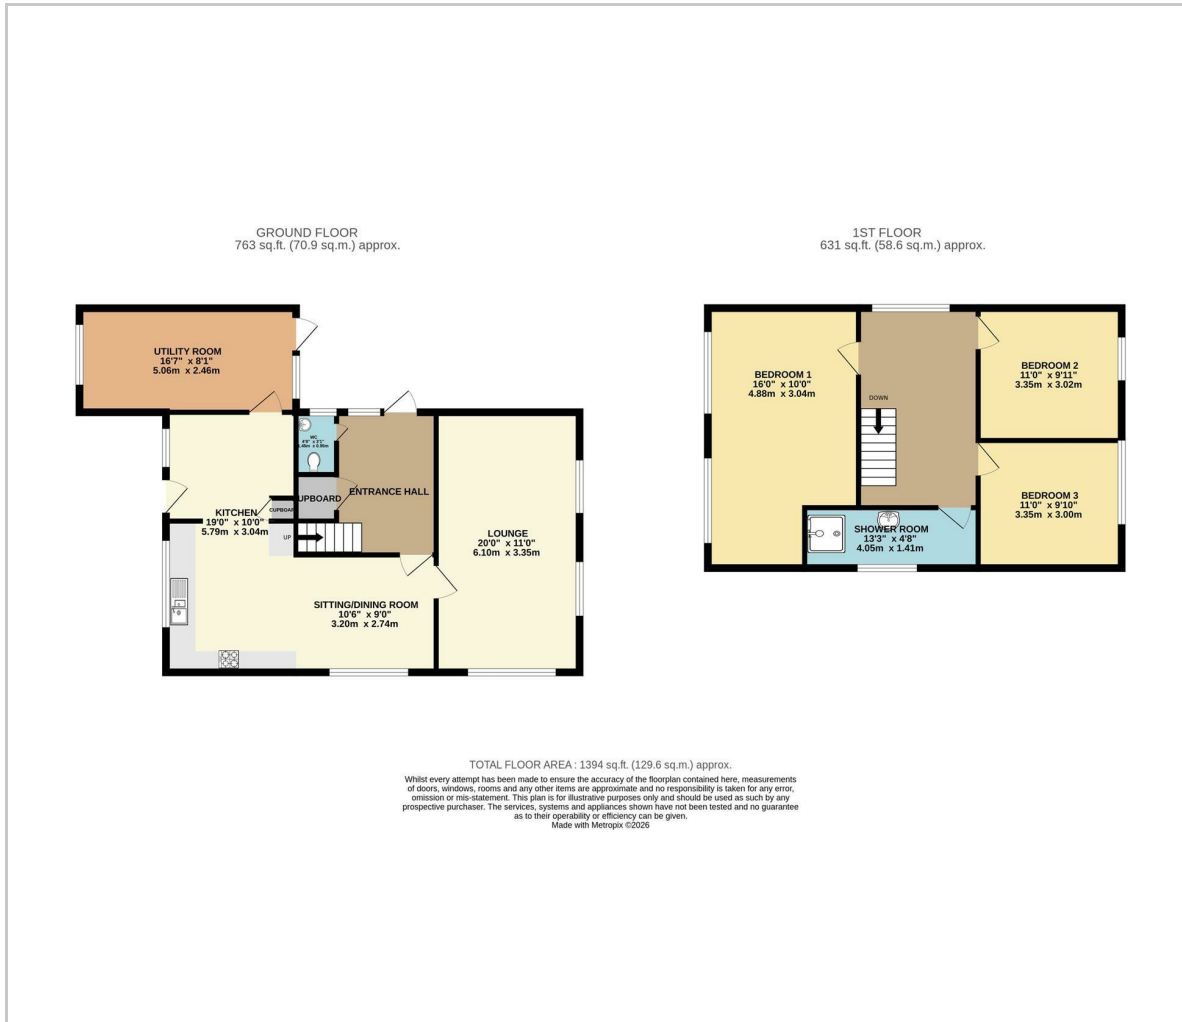 GROUND FLOOR
763 sq.ft. (70.9 sq.m.) approx.
UTILITY ROOM
16'7" x 8'1"
5.06m x 2.46m
WC
UPBOARD
ENTRANCE HALL
KITCHEN
19'0" x 10'0"
5.79m x 3.04m
CUPBOAR
UP
LOUNGE
20'0" x 11'0"
6.10m x 3.35m
SITTING/DINING ROOM
10'6" x 9'0"
3.20m x 2.74m
1ST FLOOR
631 sq.ft. (58.6 sq.m.) approx.
BEDROOM 1
16'0" x 10'0"
4.88m x 3.04m
DOWN
BEDROOM 2
11'0" x 9'11"
3.35m x 3.02m
BEDROOM 3
11'0" x 9'10"
3.35m x 3.00m
SHOWER ROOM
13'3" x 4'8"
4.05m x 1.41m
TOTAL FLOOR AREA : 1394 sq.ft. (129.6 sq.m.) approx.
Whilst every attempt has been made to ensure the accuracy of the floorplan contained here, measurements
of doors, windows, rooms and any other items are approximate and no responsibility is taken for any error,
omission or mis-statement. This plan is for illustrative purposes only and should be used as such by any
prospective purchaser. The services, systems and appliances shown have not been tested and no guarantee
as to their operability or efficiency can be given.
Made with Metropix ©2026